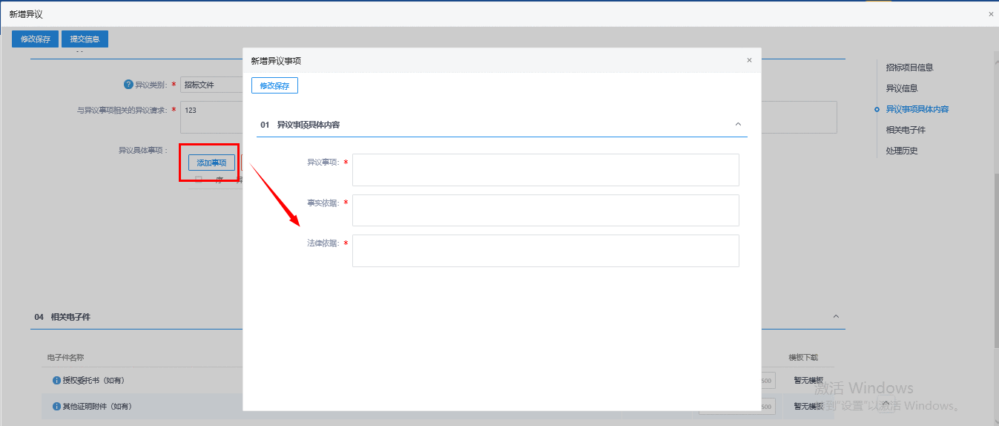 新增异议
×
修改保存
提交信息
招标项目信息
异议信息
异议事项具体内容
相关电子件
处理历史
? 异议类别: * 招标文件
与异议事项相关的异议请求: * 123
异议具体事项:
添加事项
序
新增异议事项
×
修改保存
01 异议事项具体内容
异议事项: *
事实依据: *
法律依据: *
04 相关电子件
电子件名称
模板下载
授权委托书（如有）
500
暂无模板
其他证明附件（如有）
500
暂无模板
激活 Windows
转到"设置"以激活 Windows。